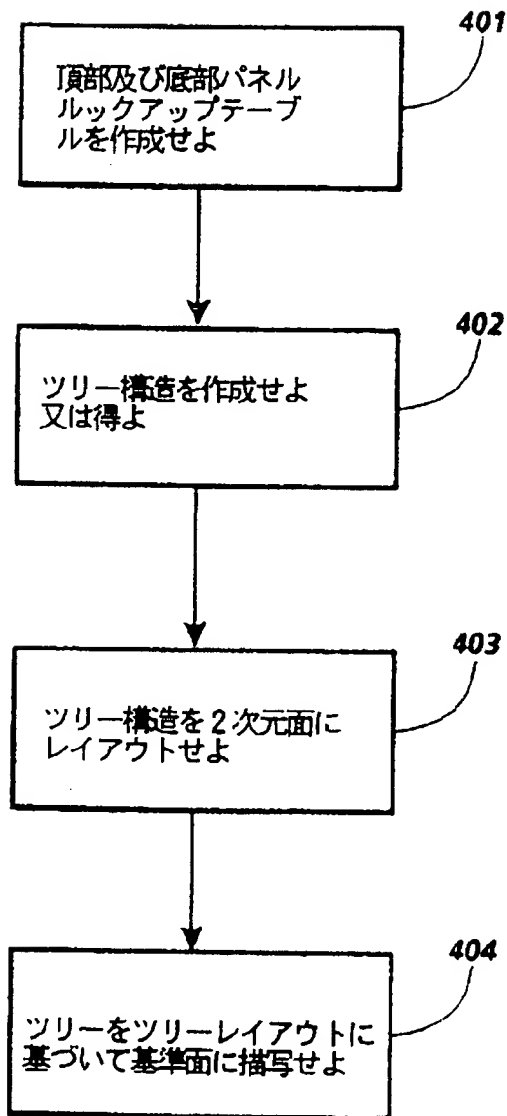 401
頂部及び底部パネル
ルックアップテーブ
ルを作成せよ
402
ツリー構造を作成せよ
又は得よ
403
ツリー構造を2次元面に
レイアウトせよ
404
ツリーをツリーレイアウトに
基づいて基準面に描写せよ